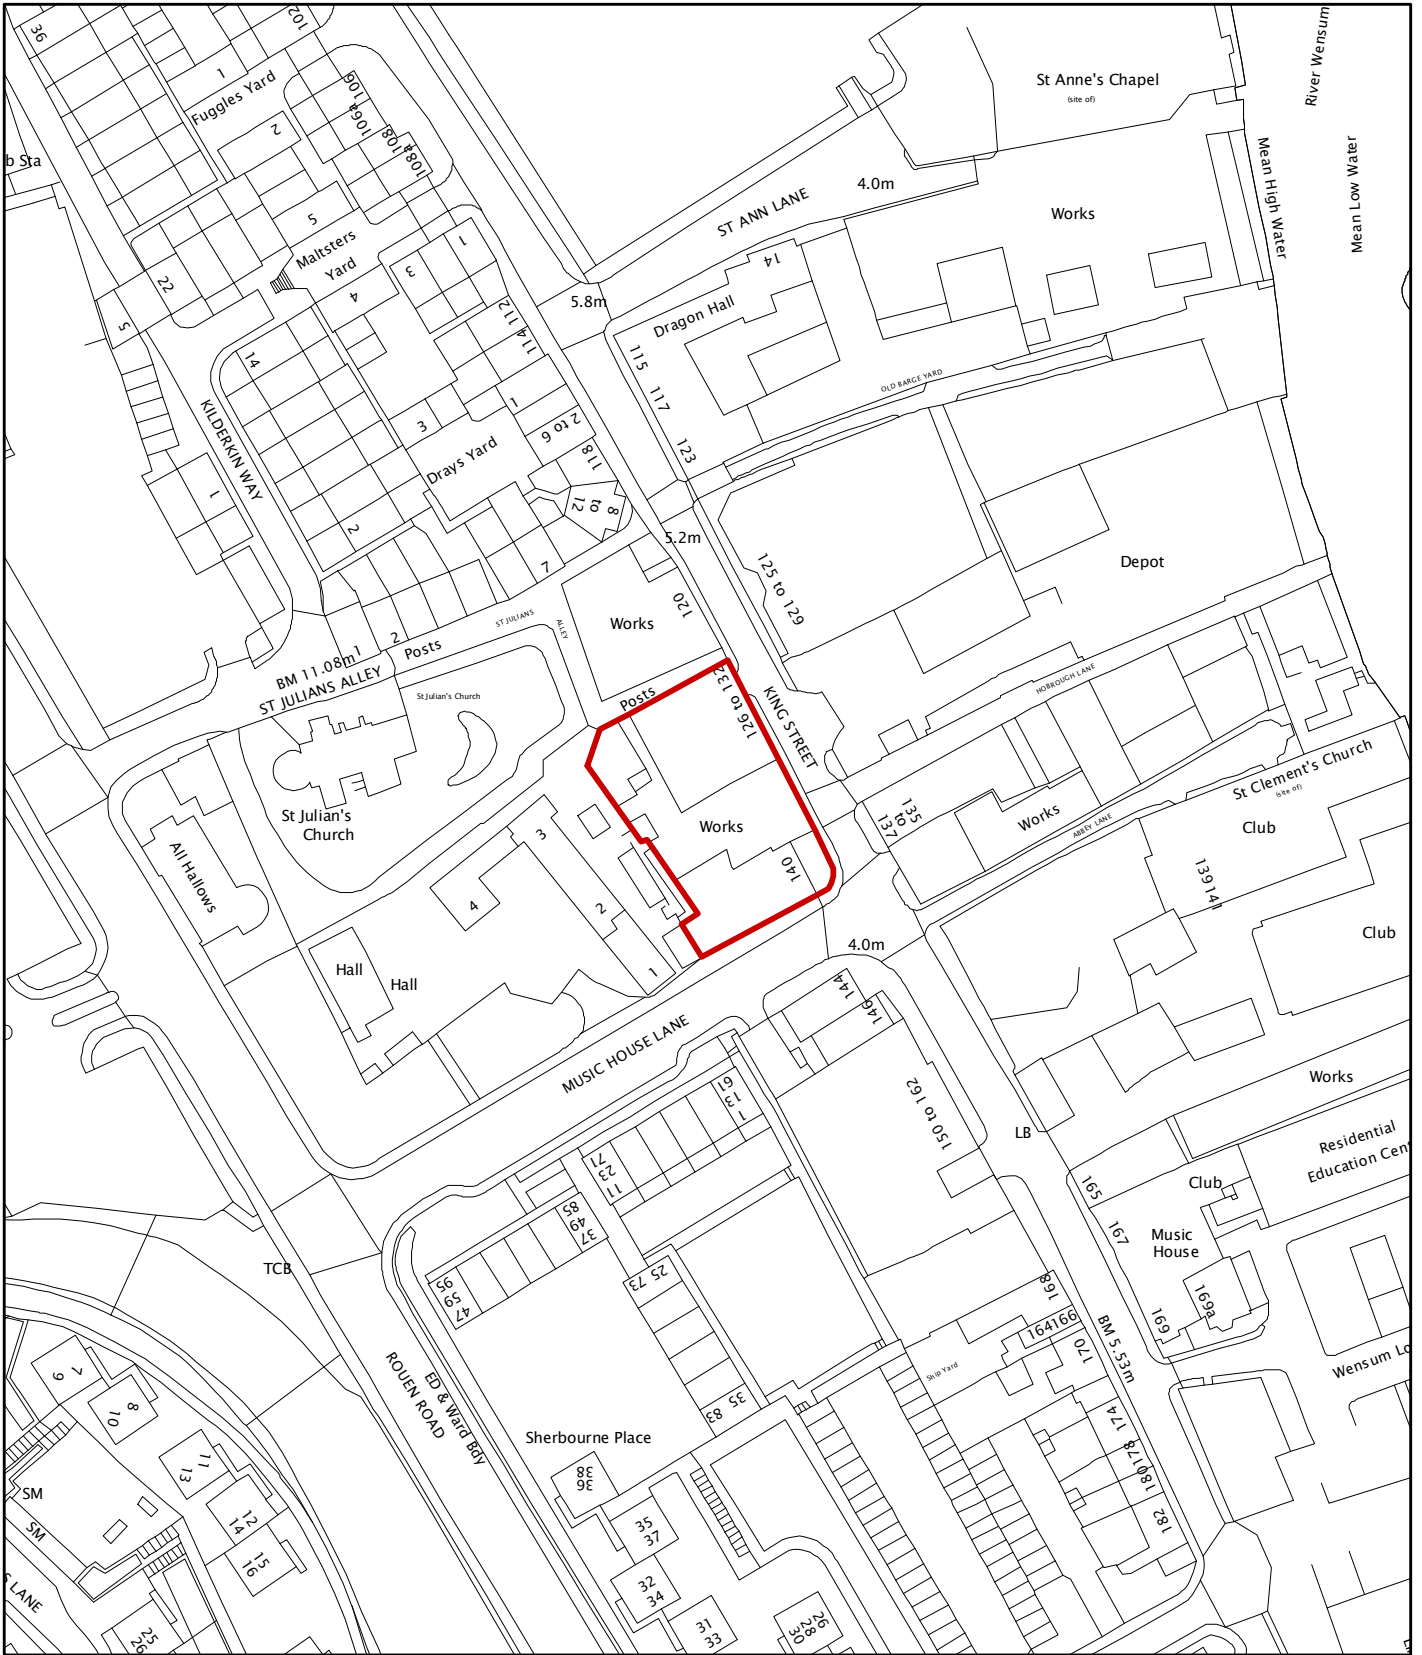 36
102
1
Fuggles Yard
2
106
106a
108
108a
b Sta
St Anne's Chapel
(site of)
River Wensum
Mean High Water
Mean Low Water
4.0m
ST ANN LANE
Works
5
Maltsters
Yard
1
3
4
22
5
112
114
5.8m
14
Dragon Hall
115
117
123
OLD BARGE YARD
14
KILDERKIN WAY
3
1
2 to 6
118
Drays Yard
8
to
12
1
2
7
5.2m
125 to 129
Depot
120
Works
ST JULIANS
ALLEY
1
2
Posts
BM 11.08m
ST JULIANS ALLEY
St Julian's Church
Posts
126 to 132
KING STREET
HOBROUGH LANE
St Clement's Church
(site of)
St Julian's
Church
All Hallows
3
Works
140
135
to
137
Works
ABBEY LANE
Club
139 141
4
2
1
Hall
Hall
4.0m
Club
144
146
MUSIC HOUSE LANE
61
13
1
150 to 162
LB
Works
Residential
Education Cen
71
23
11
85
49
37
95
59
47
165
167
Club
Music
House
169
169a
TCB
25 73
168
164166
170
BM 5.53m
Wensum Lo
Ship Yard
ROUEN ROAD
ED & Ward Bdy
35 83
174
178
180
182
Sherbourne Place
7
9
8
10
11
13
12
14
15
16
SM
SM
S LANE
25
26
38
36
35
37
32
34
31
33
26
28
30